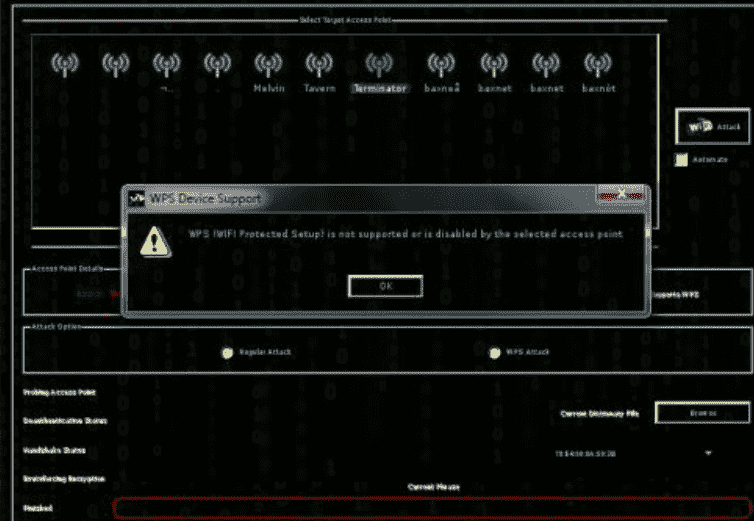 Select Target Access Point
Melvin Tavern Terminator baxnet baxnet
WiFi Attack
Automate
WPS Device Support
WPS (WIFI Protected Setup) is not supported or is disabled by the selected access point
OK
Access Point Details
Supports WPS
Attack Option
Regular Attack WPS Attack
Probing Access Point
Deauthentication Status
Current Dictionary File Browse
Handshake Status
Bruteforcing Encryption
Current Phrase
Finished